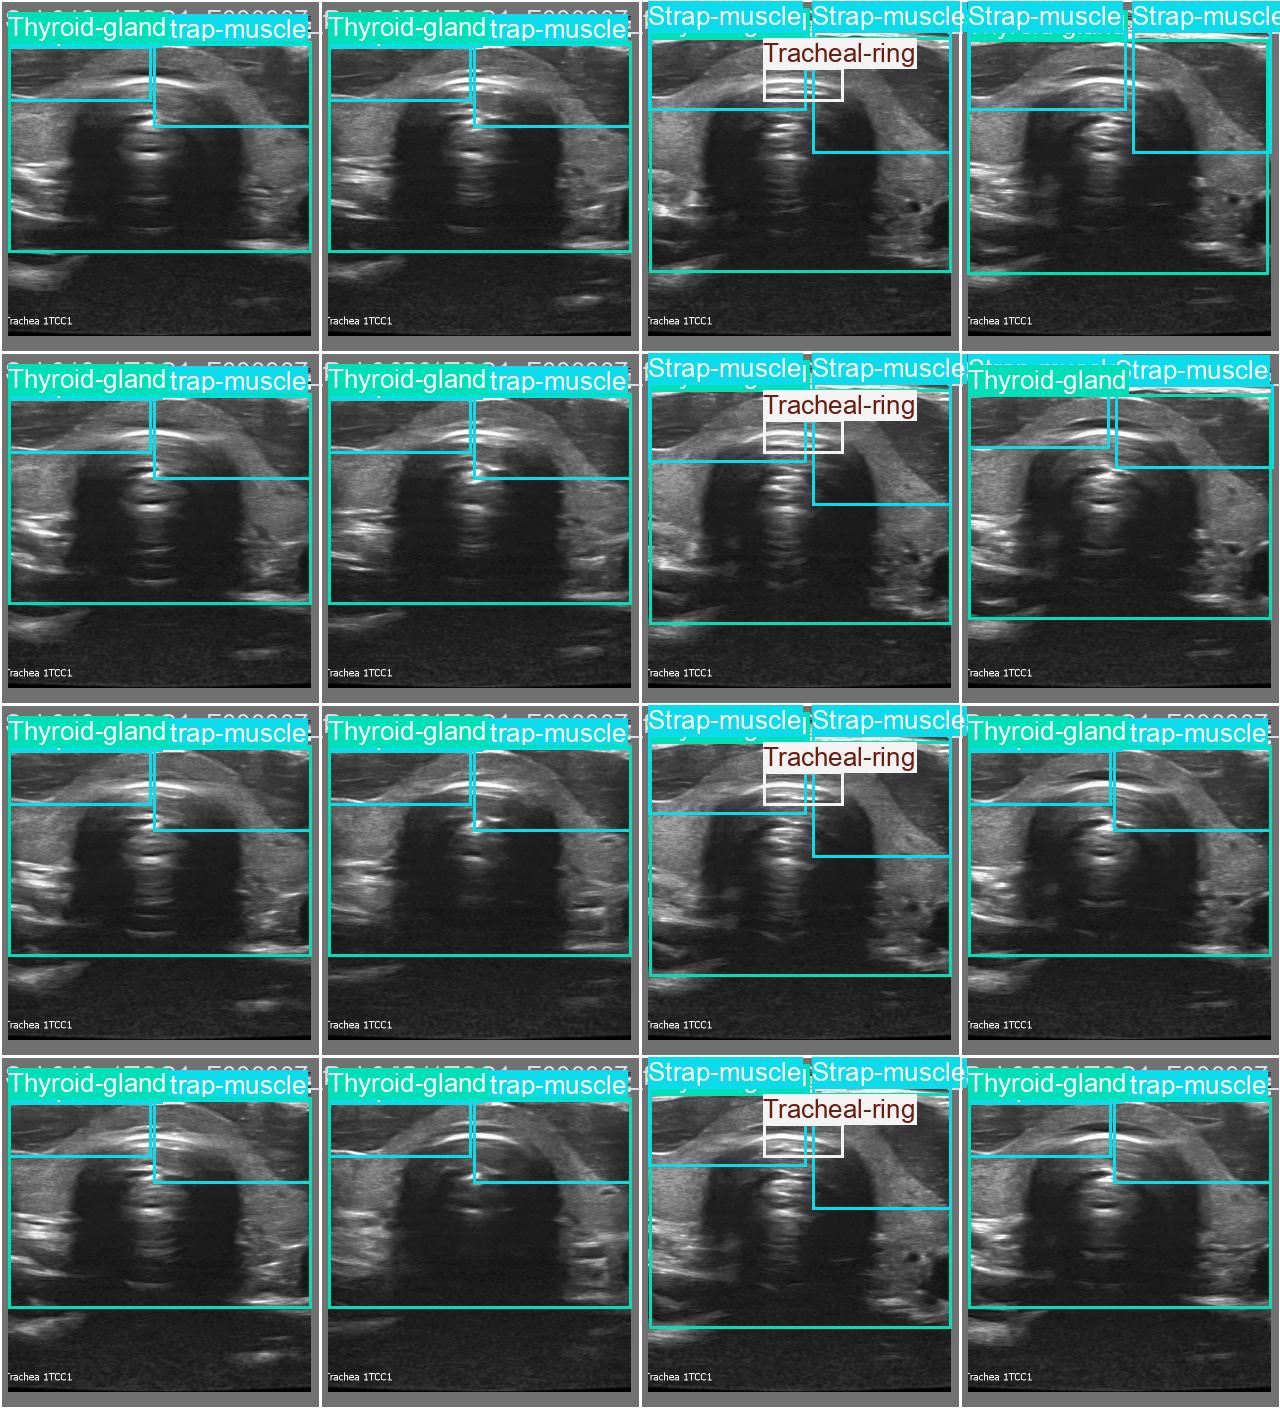 Thyroid-gland trap-muscle Thyroid-gland trap-muscle Strap-muscle Strap-muscle Strap-muscle Strap-muscle
Tracheal-ring
Trachea 1TCC1 Trachea 1TCC1 Trachea 1TCC1 Trachea 1TCC1
Thyroid-gland trap-muscle Thyroid-gland trap-muscle Strap-muscle Strap-muscle Thyroid-gland Strap-muscle
Tracheal-ring
Trachea 1TCC1 Trachea 1TCC1 Trachea 1TCC1 Trachea 1TCC1
Thyroid-gland trap-muscle Thyroid-gland trap-muscle Strap-muscle Strap-muscle Thyroid-gland trap-muscle
Tracheal-ring
Trachea 1TCC1 Trachea 1TCC1 Trachea 1TCC1 Trachea 1TCC1
Thyroid-gland trap-muscle Thyroid-gland trap-muscle Strap-muscle Strap-muscle Thyroid-gland trap-muscle
Tracheal-ring
Trachea 1TCC1 Trachea 1TCC1 Trachea 1TCC1 Trachea 1TCC1